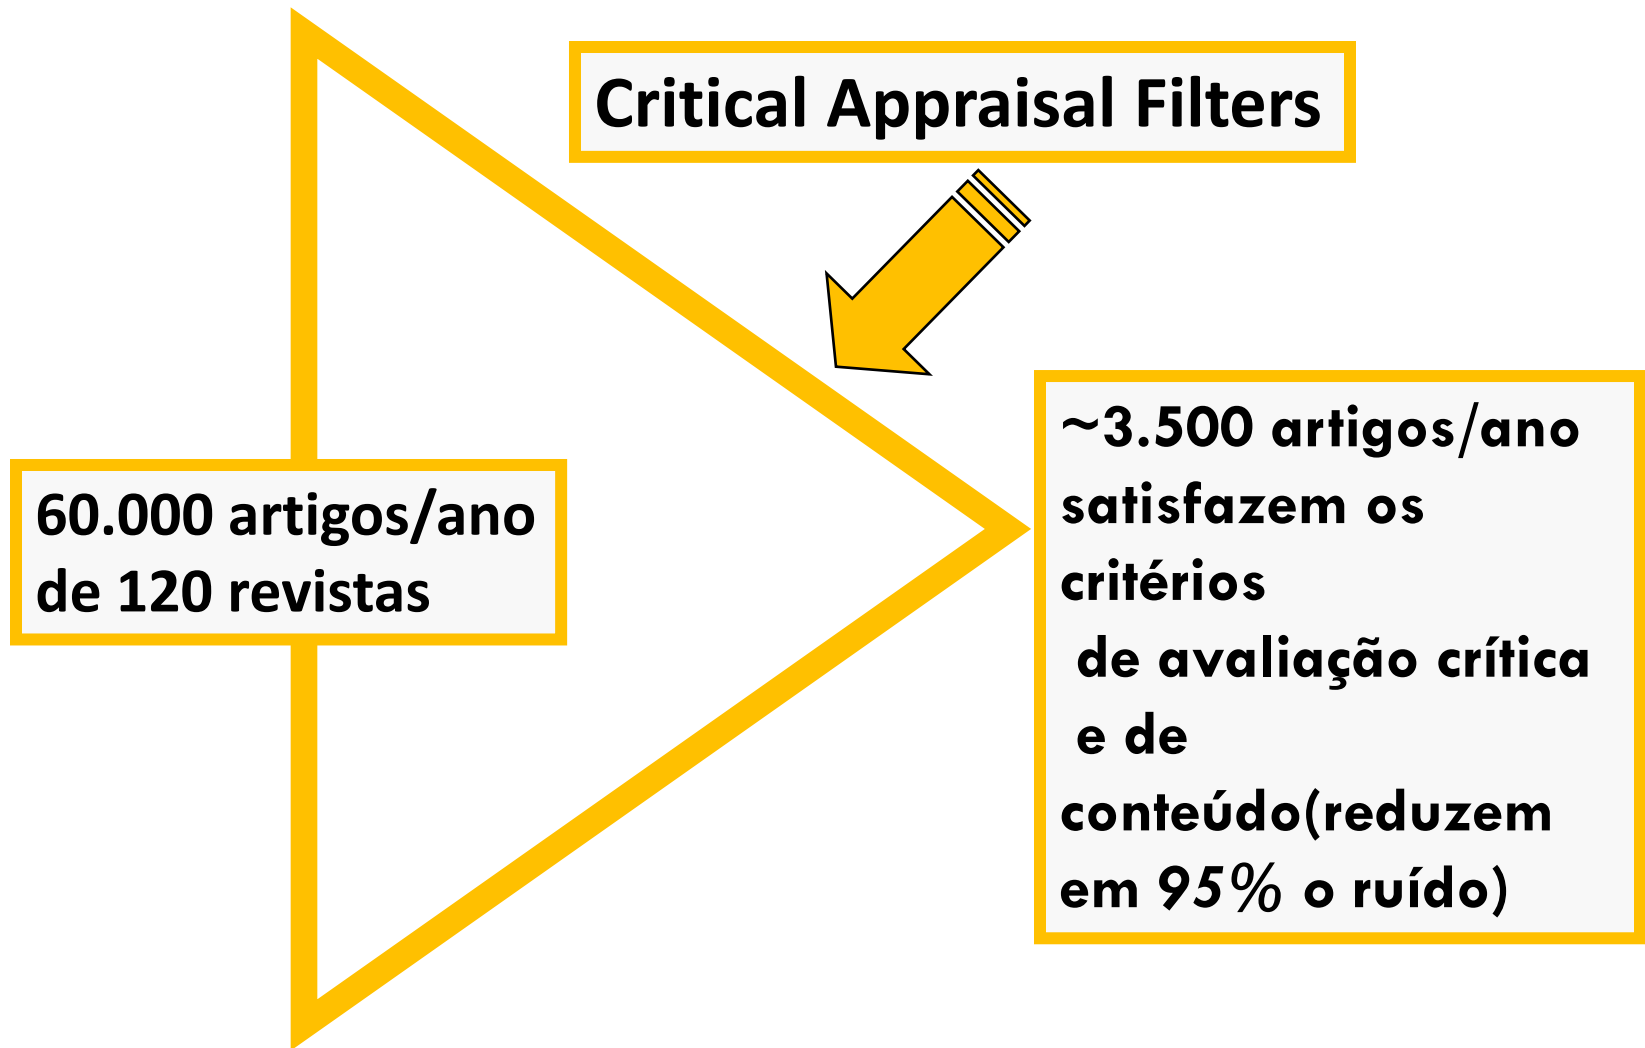 Critical Appraisal Filters
60.000 artigos/ano
de 120 revistas
~3.500 artigos/ano
satisfazem os
critérios
de avaliação crítica
e de
conteúdo(reduzem
em 95% o ruído)